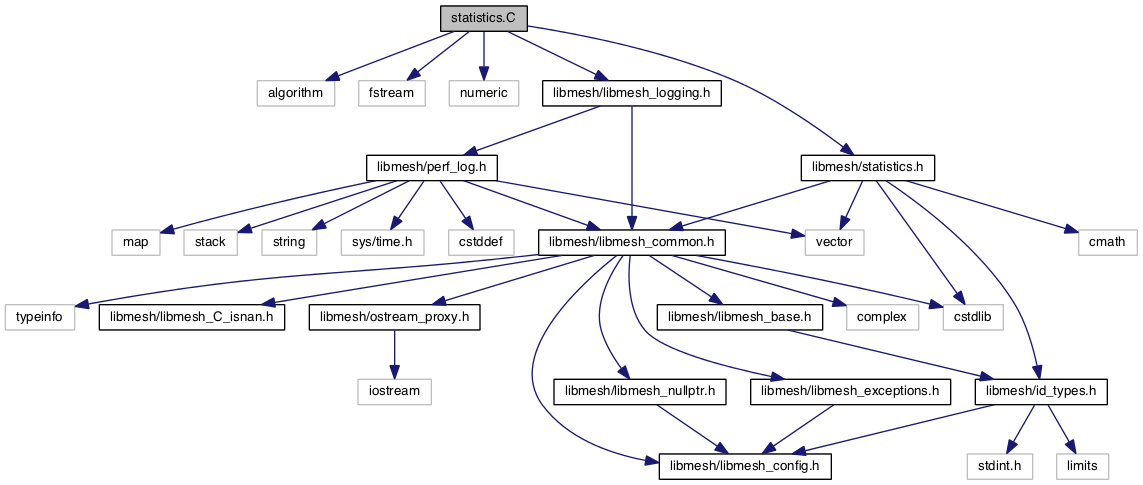 statistics.C
algorithm
fstream
numeric
libmesh/libmesh_logging.h
libmesh/perf_log.h
libmesh/statistics.h
map
stack
string
sys/time.h
cstddef
libmesh/libmesh_common.h
vector
cmath
typeinfo
libmesh/libmesh_C_isnan.h
libmesh/ostream_proxy.h
libmesh/libmesh_base.h
complex
cstdlib
iostream
libmesh/libmesh_nullptr.h
libmesh/libmesh_exceptions.h
libmesh/id_types.h
libmesh/libmesh_config.h
stdint.h
limits